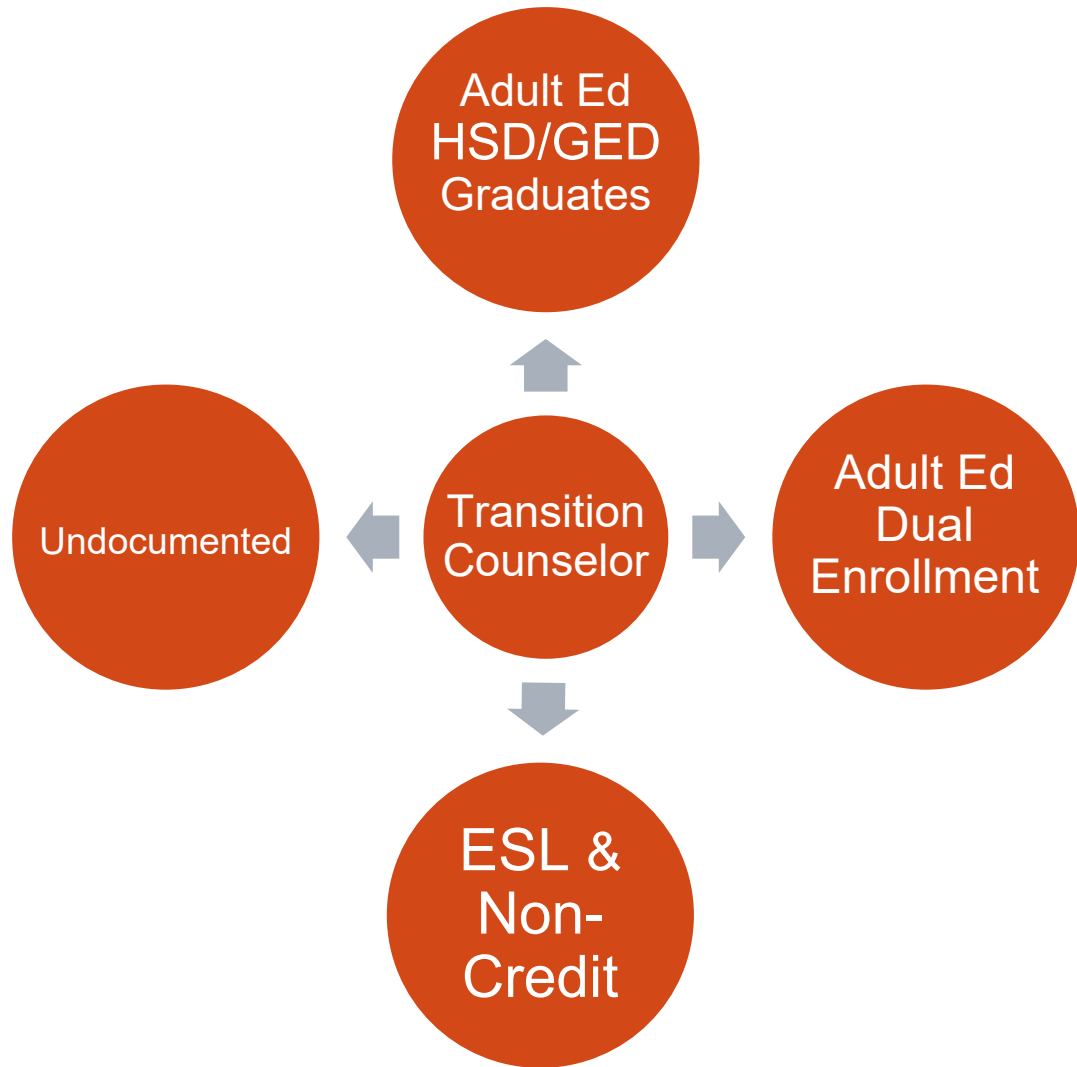 Adult Ed
HSD/GED
Graduates
Undocumented
Transition
Counselor
Adult Ed
Dual
Enrollment
ESL &
Non-
Credit